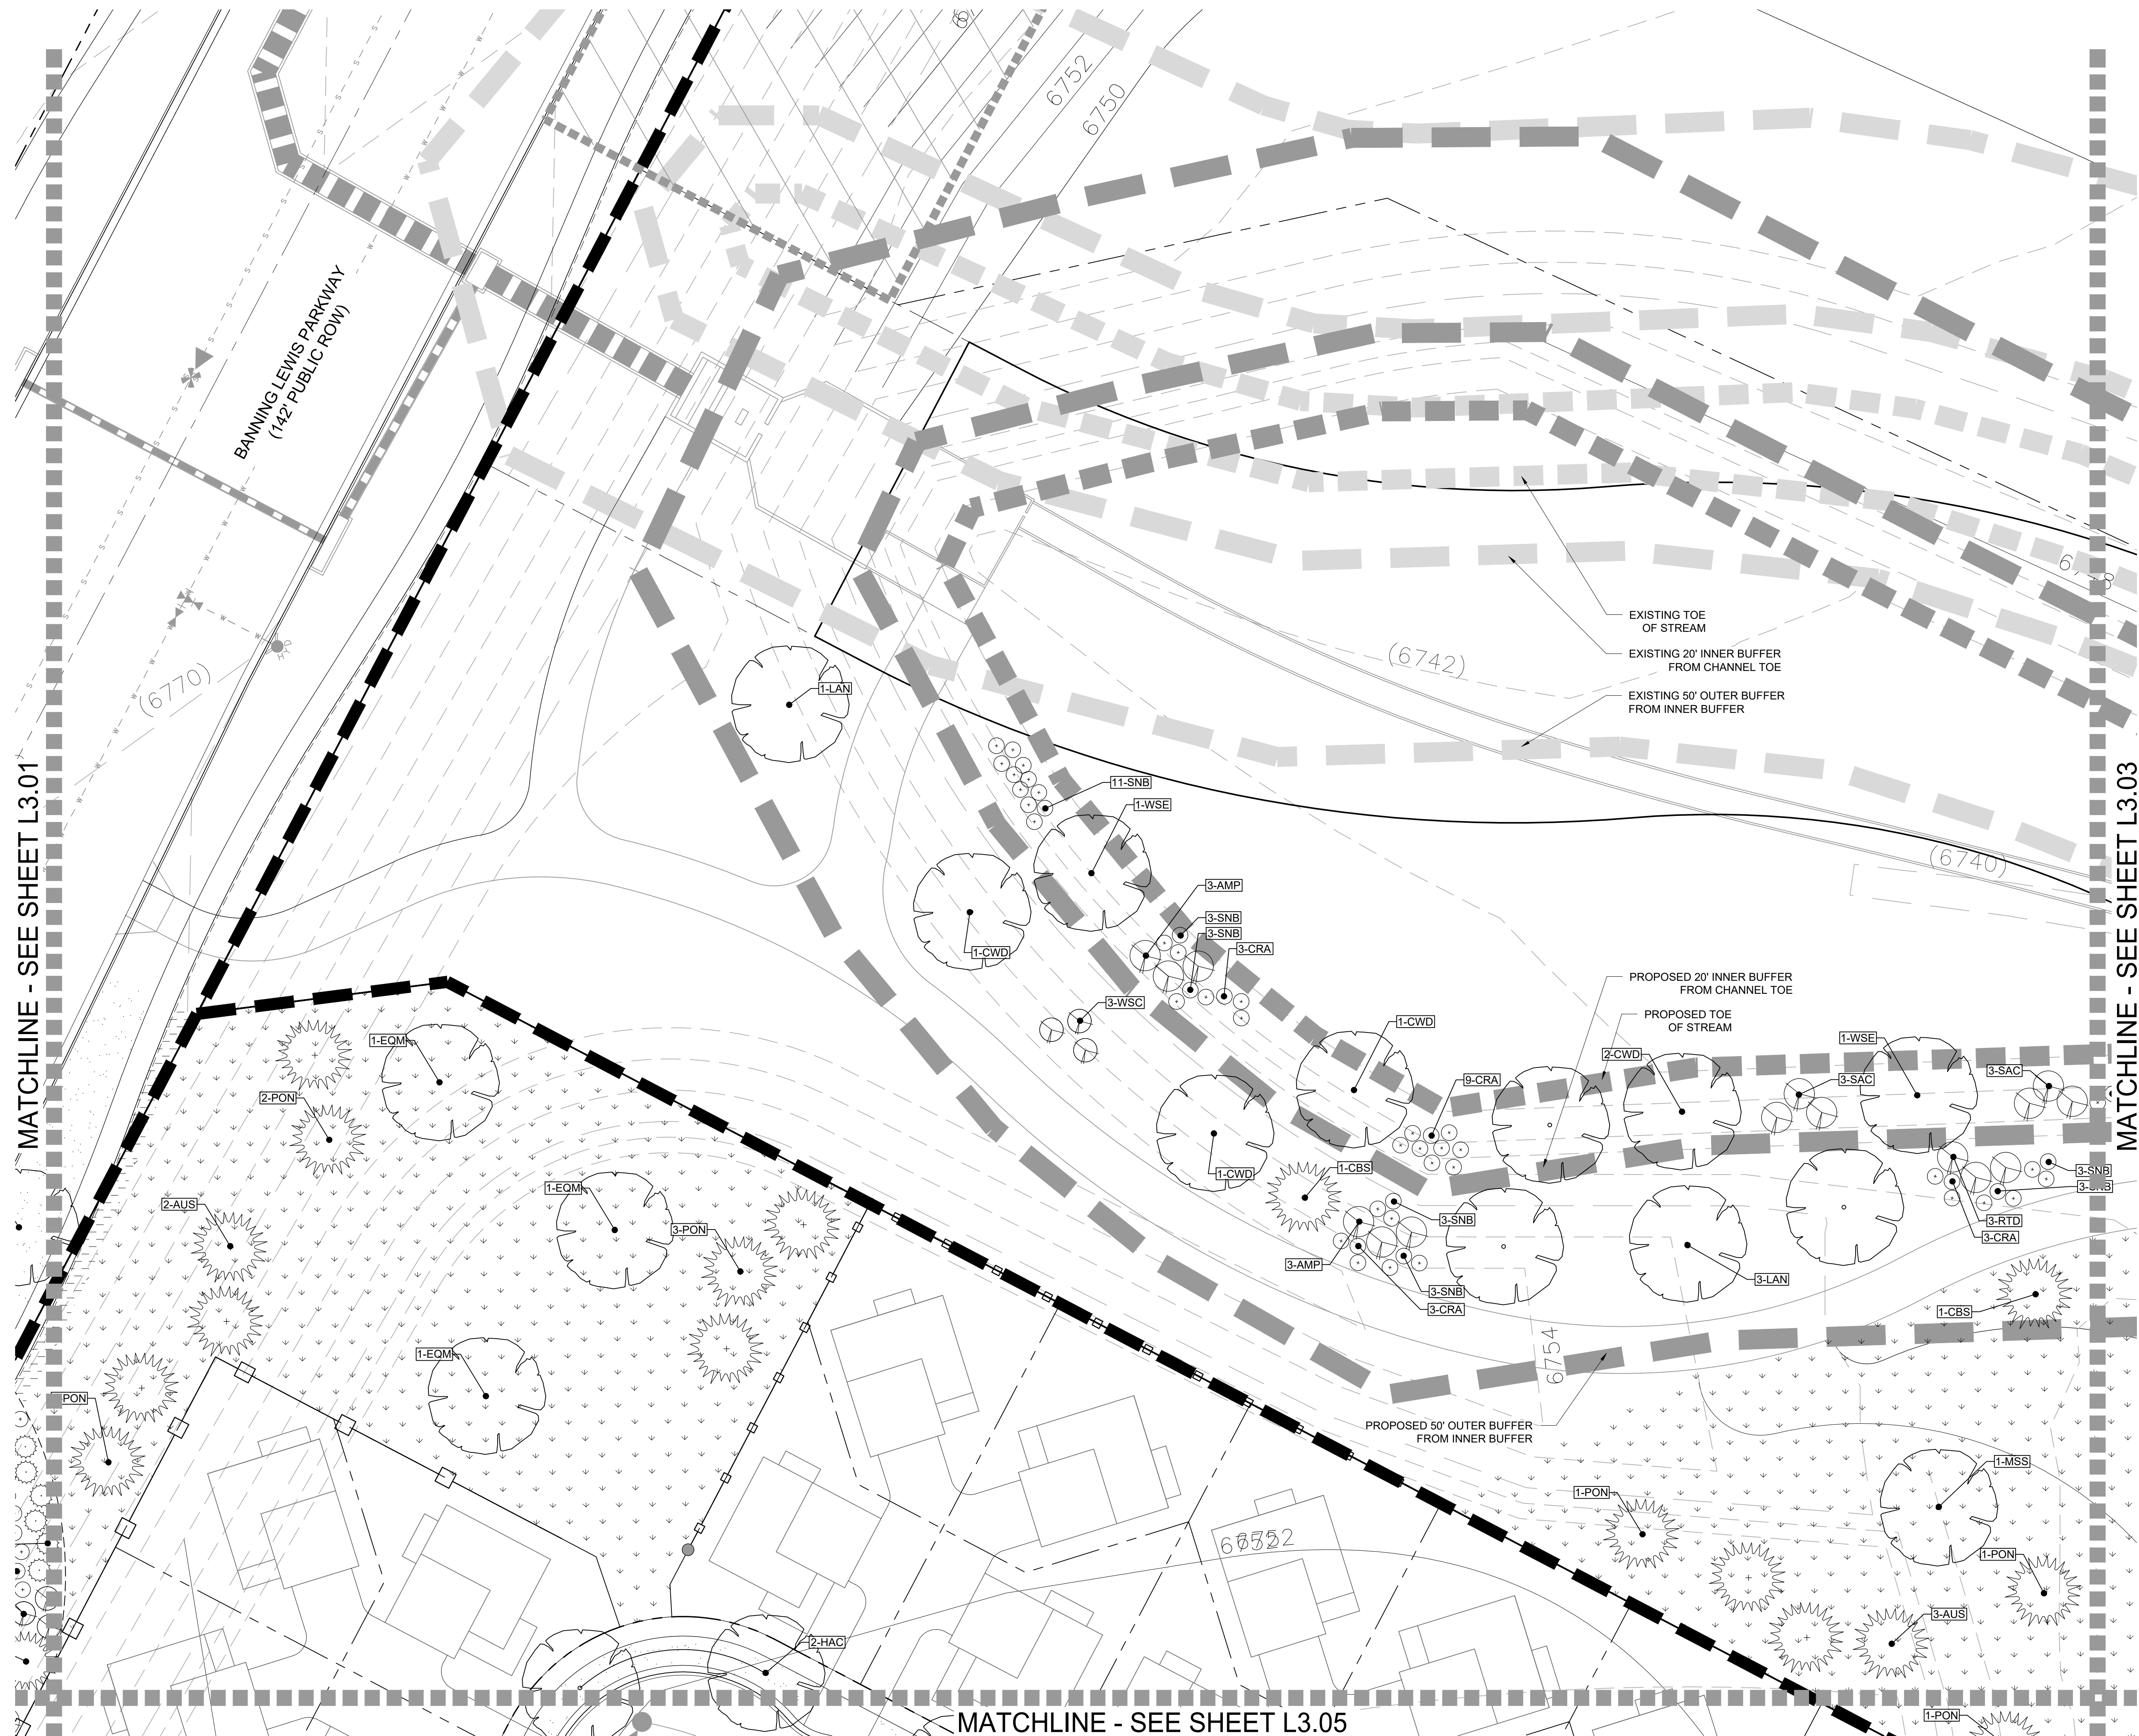 6752
6750
BANNING LEWIS PARKWAY
(142' PUBLIC ROW)
HYD
(6770)
(6742)
(6740)
EXISTING TOE
OF STREAM
EXISTING 20' INNER BUFFER
FROM CHANNEL TOE
EXISTING 50' OUTER BUFFER
FROM INNER BUFFER
MATCHLINE - SEE SHEET L3.01
MATCHLINE - SEE SHEET L3.03
1-LAN
11-SNB
1-WSE
3-AMP
3-SNB
3-SNB
3-CRA
1-CWD
3-WSC
PROPOSED 20' INNER BUFFER
FROM CHANNEL TOE
PROPOSED TOE
OF STREAM
1-CWD
2-CWD
1-WSE
1-EQM
9-CRA
3-SAC
3-SAC
2-PON
1-CWD
1-CBS
3-SNB
3-SNB
1-EQM
2-AUS
3-PON
3-SNB
3-RTD
3-CRA
3-AMP
3-LAN
3-SNB
3-CRA
1-CBS
1-EQM
6754
PON
PROPOSED 50' OUTER BUFFER
FROM INNER BUFFER
1-MSS
1-PON
1-PON
3-AUS
2-HAC
1-PON
MATCHLINE - SEE SHEET L3.05